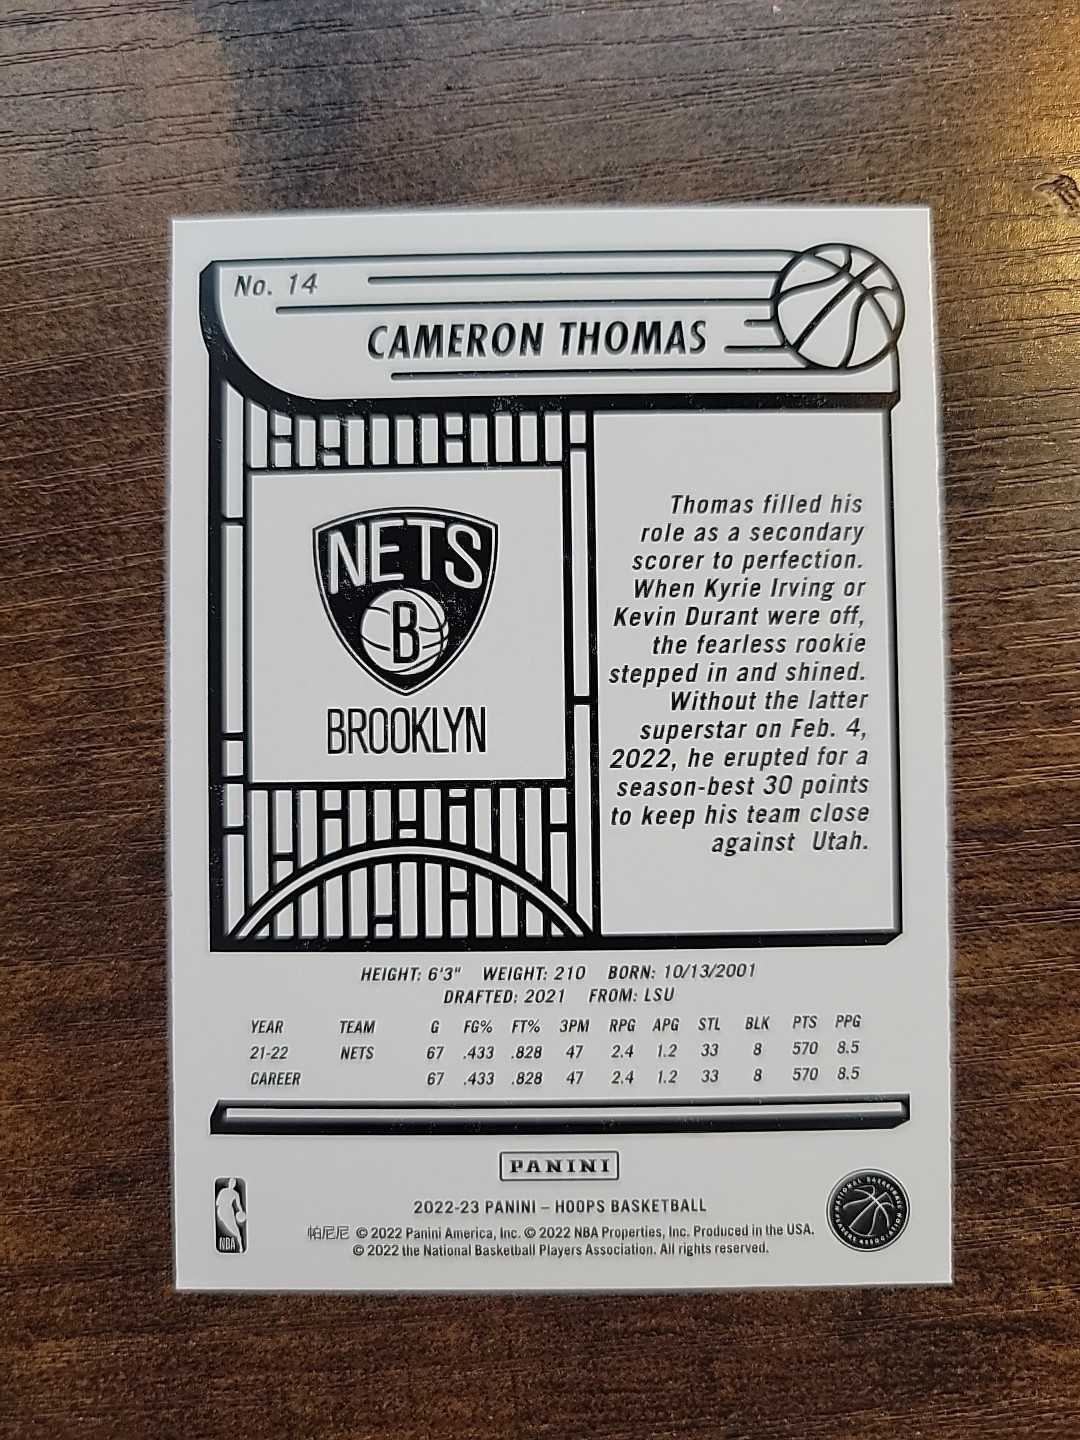 No. 14
CAMERON THOMAS
NETS
B
BROOKLYN
Thomas filled his
role as a secondary
scorer to perfection.
When Kyrie Irving or
Kevin Durant were off,
the fearless rookie
stepped in and shined.
Without the latter
superstar on Feb. 4,
2022, he erupted for a
season-best 30 points
to keep his team close
against Utah.
HEIGHT: 6'3" WEIGHT: 210 BORN: 10/13/2001
DRAFTED: 2021 FROM: LSU
YEAR TEAM G FG% FT% 3PM RPG APG STL BLK PTS PPG
21-22 NETS 67 .433 .828 47 2.4 1.2 33 8 570 8.5
CAREER 67 .433 .828 47 2.4 1.2 33 8 570 8.5
PANINI
2022-23 PANINI – HOOPS BASKETBALL
帕尼尼 © 2022 Panini America, Inc. © 2022 NBA Properties, Inc. Produced in the USA.
© 2022 the National Basketball Players Association. All rights reserved.
NBA
NATIONAL BASKETBALL
PLAYERS ASSOCIATION